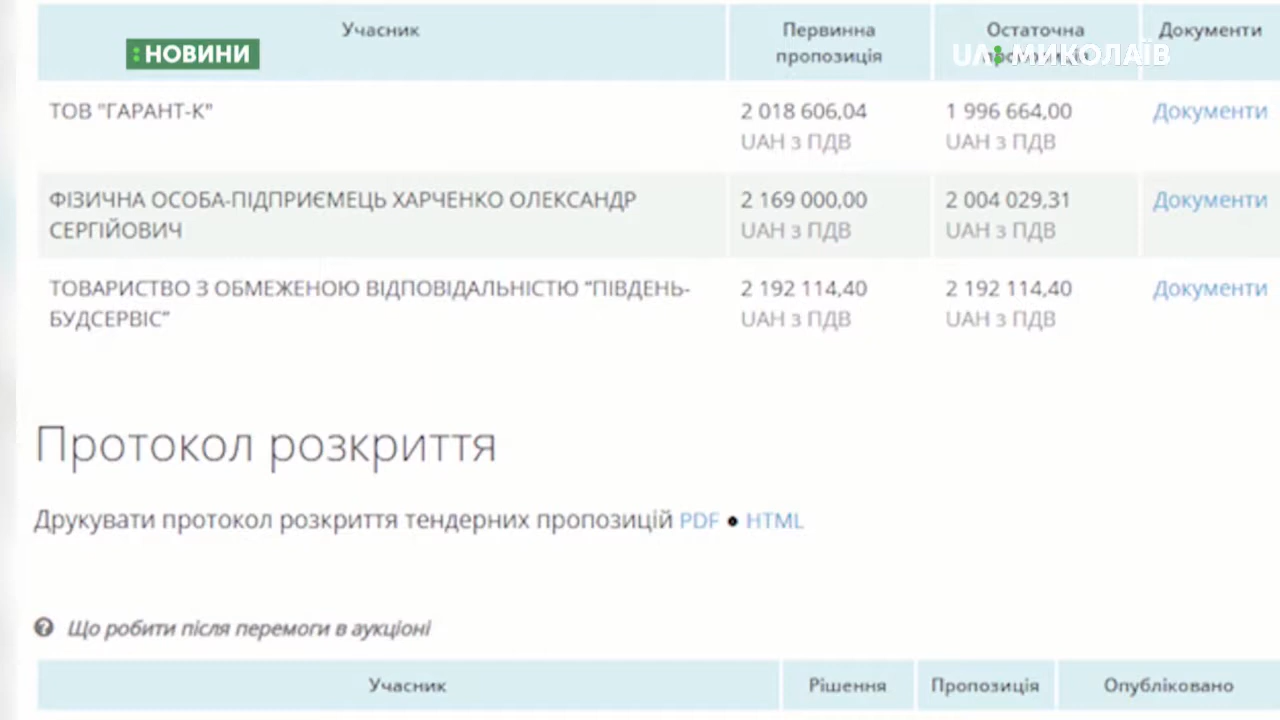 Учасник
Первинна
пропозиція
Остаточна
пропозиція
Документи
: НОВИНИ
UA: МИКОЛАЇВ
ТОВ "ГАРАНТ-К"
2 018 606,04
UAH з ПДВ
1 996 664,00
UAH з ПДВ
Документи
ФІЗИЧНА ОСОБА-ПІДПРИЄМЕЦЬ ХАРЧЕНКО ОЛЕКСАНДР
СЕРГІЙОВИЧ
2 169 000,00
UAH з ПДВ
2 004 029,31
UAH з ПДВ
Документи
ТОВАРИСТВО З ОБМЕЖЕНОЮ ВІДПОВІДАЛЬНІСТЮ “ПІВДЕНЬ-
БУДСЕРВІС”
2 192 114,40
UAH з ПДВ
2 192 114,40
UAH з ПДВ
Документи
Протокол розкриття
Друкувати протокол розкриття тендерних пропозицій PDF ● HTML
? Що робити після перемоги в аукціоні
Учасник
Рішення
Пропозиція
Опубліковано